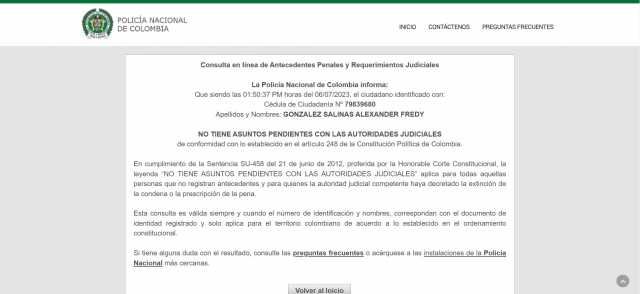 POLICÍA NACIONAL
DE COLOMBIA
INICIO CONTÁCTENOS PREGUNTAS FRECUENTES
Consulta en línea de Antecedentes Penales y Requerimientos Judiciales
La Policía Nacional de Colombia informa:
Que siendo las 01:50:37 PM horas del 06/07/2023, el ciudadano identificado con:
Cédula de Ciudadanía Nº 79839680
Apellidos y Nombres: GONZALEZ SALINAS ALEXANDER FREDY
NO TIENE ASUNTOS PENDIENTES CON LAS AUTORIDADES JUDICIALES
de conformidad con lo establecido en el artículo 248 de la Constitución Política de Colombia.
En cumplimiento de la Sentencia SU-458 del 21 de junio de 2012, proferida por la Honorable Corte Constitucional, la
leyenda “NO TIENE ASUNTOS PENDIENTES CON LAS AUTORIDADES JUDICIALES” aplica para todas aquellas
personas que no registran antecedentes y para quienes la autoridad judicial competente haya decretado la extinción de
la condena o la prescripción de la pena.
Esta consulta es válida siempre y cuando el número de identificación y nombres, correspondan con el documento de
identidad registrado y solo aplica para el territorio colombiano de acuerdo a lo establecido en el ordenamiento
constitucional.
Si tiene alguna duda con el resultado, consulte las preguntas frecuentes o acérquese a las instalaciones de la Policía
Nacional más cercanas.
Volver al Inicio